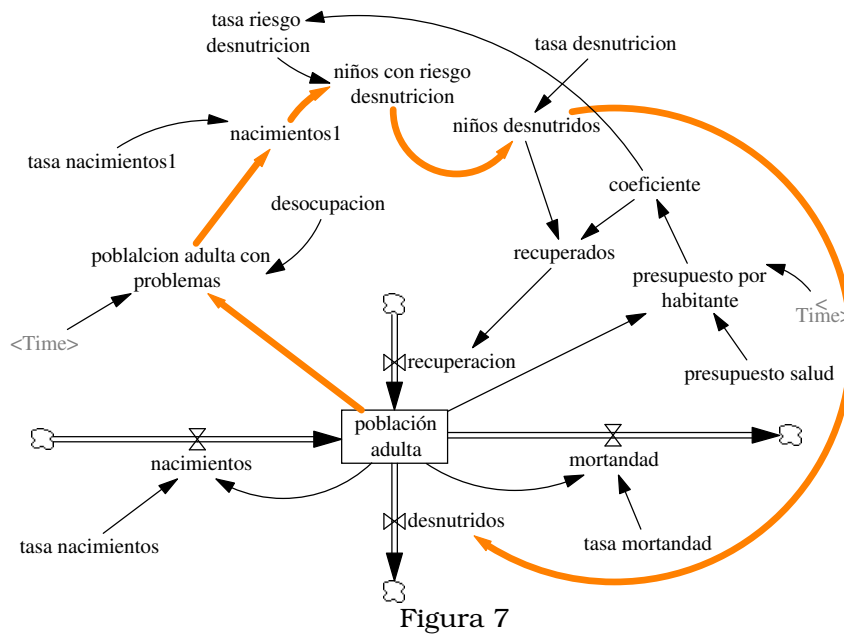 tasa riesgo
desnutricion
tasa desnutricion
niños con riesgo
desnutricion
niños desnutridos
nacimientos1
tasa nacimientos1
coeficiente
desocupacion
poblalcion adulta con
problemas
recuperados
presupuesto por
habitante
<
Time>
<Time>
recuperacion
presupuesto salud
población
adulta
nacimientos
mortandad
desnutridos
tasa nacimientos
tasa mortandad
Figura 7